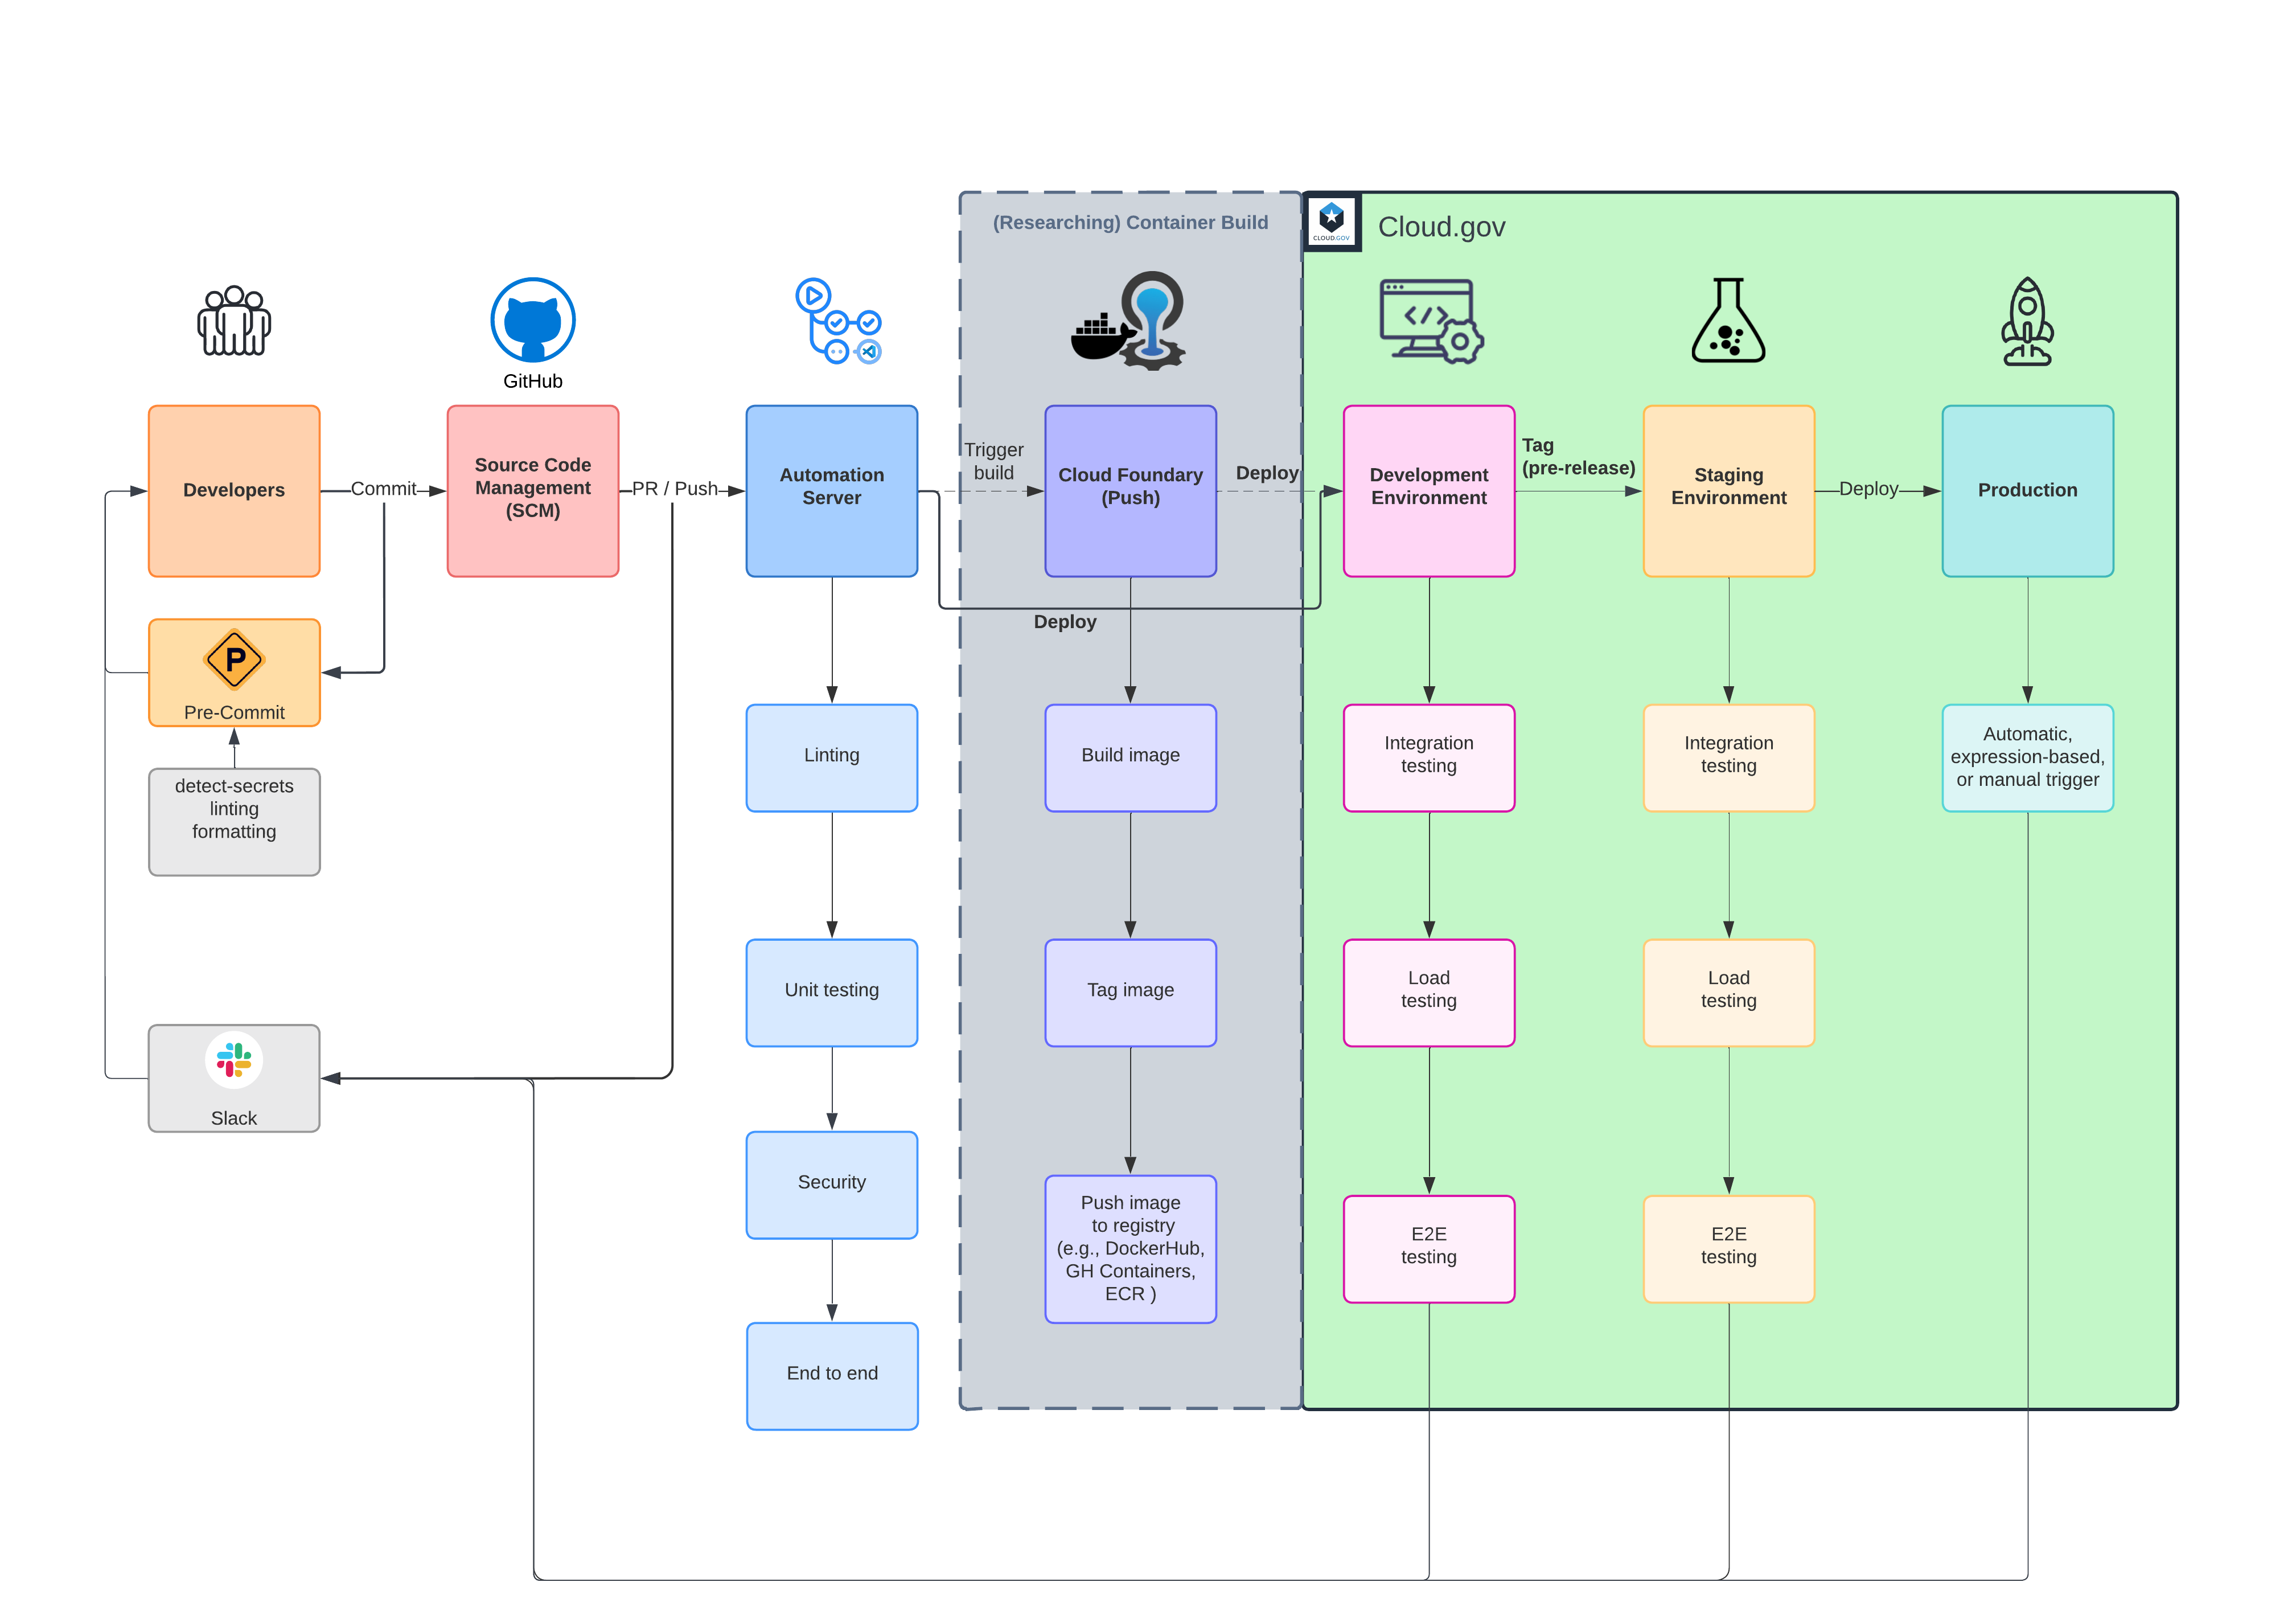 (Researching) Container Build
CLOUD.GOV
Cloud.gov
GitHub
Developers
Commit
Source Code
Management
(SCM)
PR / Push
Automation
Server
Trigger
build
Cloud Foundary
(Push)
Deploy
Development
Environment
Tag
(pre-release)
Staging
Environment
Deploy
Production
Deploy
P
Pre-Commit
detect-secrets
linting
formatting
Slack
Linting
Unit testing
Security
End to end
Build image
Tag image
Push image
to registry
(e.g., DockerHub,
GH Containers,
ECR )
Integration
testing
Load
testing
E2E
testing
Integration
testing
Load
testing
E2E
testing
Automatic,
expression-based,
or manual trigger